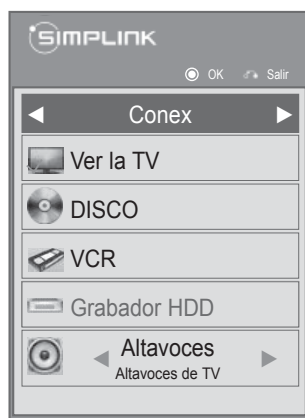 SIMPLINK
OK Salir
Conex
Ver la TV
DISCO
VCR
Grabador HDD
Altavoces
Altavoces de TV